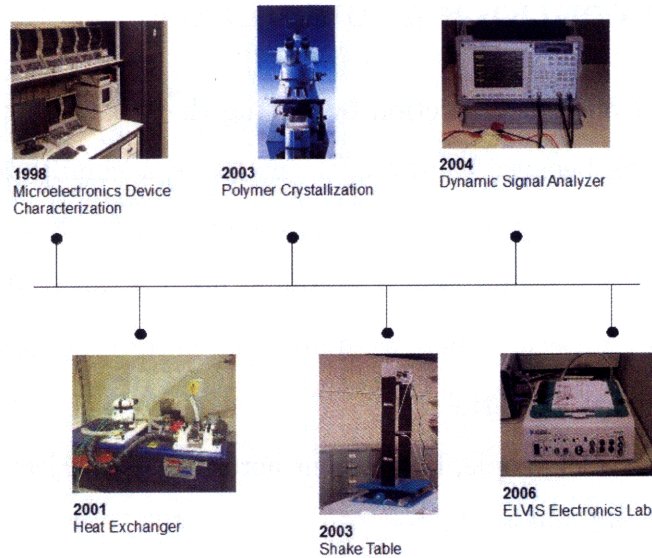 1998
Microelectronics Device
Characterization
2003
Polymer Crystallization
2004
Dynamic Signal Analyzer
2001
Heat Exchanger
2003
Shake Table
2006
ELVIS Electronics Lab